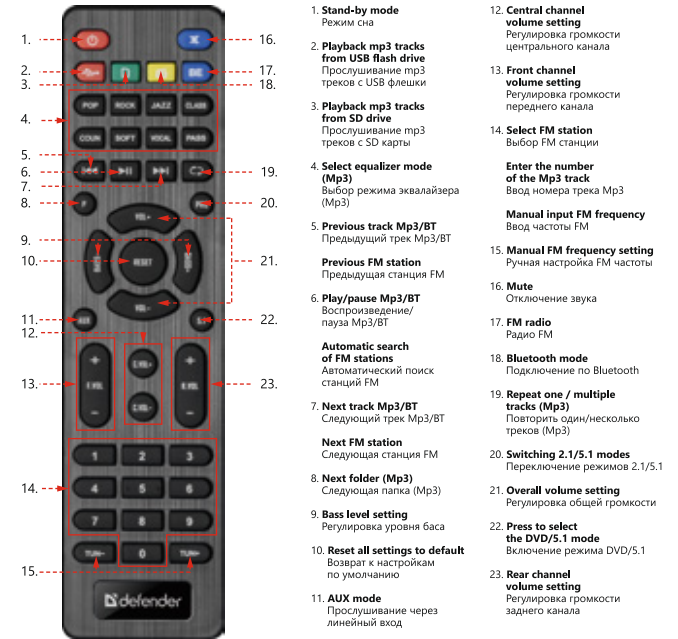 1.
2.
3.
4.
5.
6.
7.
8.
9.
10.
11.
12.
13.
14.
15.
16.
17.
18.
19.
20.
21.
22.
23.
BE
POP ROCK JAZZ CLASS
COUN SOFT VOCAL PASS
VOL+
RESET
VOL-
AUX
+ +
F.VOL C.VOL+ R.VOL
C.VOL-
- -
1 2 3
4 5 6
7 8 9
TUN- 0 TUN+
defender
1. Stand-by mode
Режим сна
2. Playback mp3 tracks
from USB flash drive
Прослушивание mp3
треков с USB флешки
3. Playback mp3 tracks
from SD drive
Прослушивание mp3
треков с SD карты
4. Select equalizer mode
(Mp3)
Выбор режима эквалайзера
(Mp3)
5. Previous track Mp3/BT
Предыдущий трек Mp3/BT
Previous FM station
Предыдущая станция FM
6. Play/pause Mp3/BT
Воспроизведение/
пауза Mp3/BT
Automatic search
of FM stations
Автоматический поиск
станций FM
7. Next track Mp3/BT
Следующий трек Mp3/BT
Next FM station
Следующая станция FM
8. Next folder (Mp3)
Следующая папка (Mp3)
9. Bass level setting
Регулировка уровня баса
10. Reset all settings to default
Возврат к настройкам
по умолчанию
11. AUX mode
Прослушивание через
линейный вход
12. Central channel
volume setting
Регулировка громкости
центрального канала
13. Front channel
volume setting
Регулировка громкости
переднего канала
14. Select FM station
Выбор FM станции
Enter the number
of the Mp3 track
Ввод номера трека Mp3
Manual input FM frequency
Ввод частоты FM
15. Manual FM frequency setting
Ручная настройка FM частоты
16. Mute
Отключение звука
17. FM radio
Радио FM
18. Bluetooth mode
Подключение по Bluetooth
19. Repeat one / multiple
tracks (Mp3)
Повторить один/несколько
треков (Mp3)
20. Switching 2.1/5.1 modes
Переключение режимов 2.1/5.1
21. Overall volume setting
Регулировка общей громкости
22. Press to select
the DVD/5.1 mode
Включение режима DVD/5.1
23. Rear channel
volume setting
Регулировка громкости
заднего канала